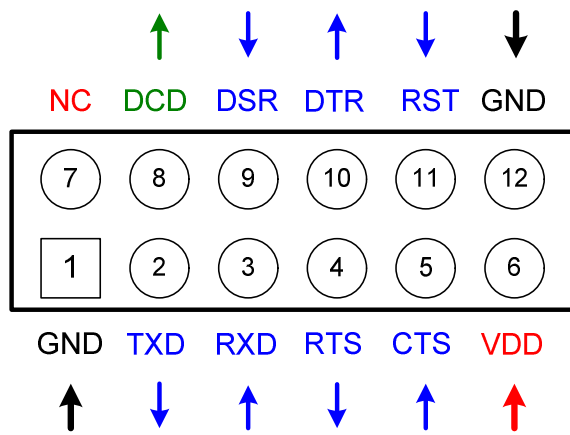 NC DCD DSR DTR RST GND
7 8 9 10 11 12
1 2 3 4 5 6
GND TXD RXD RTS CTS VDD